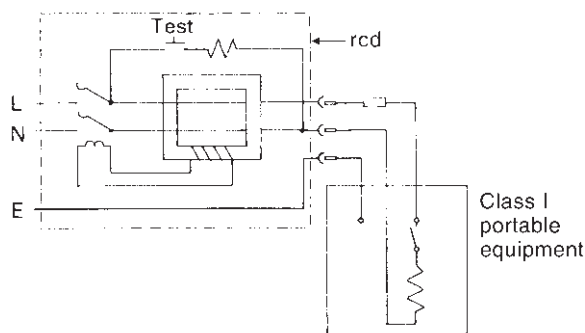 Test
rcd
L
N
E
Class I
portable
equipment